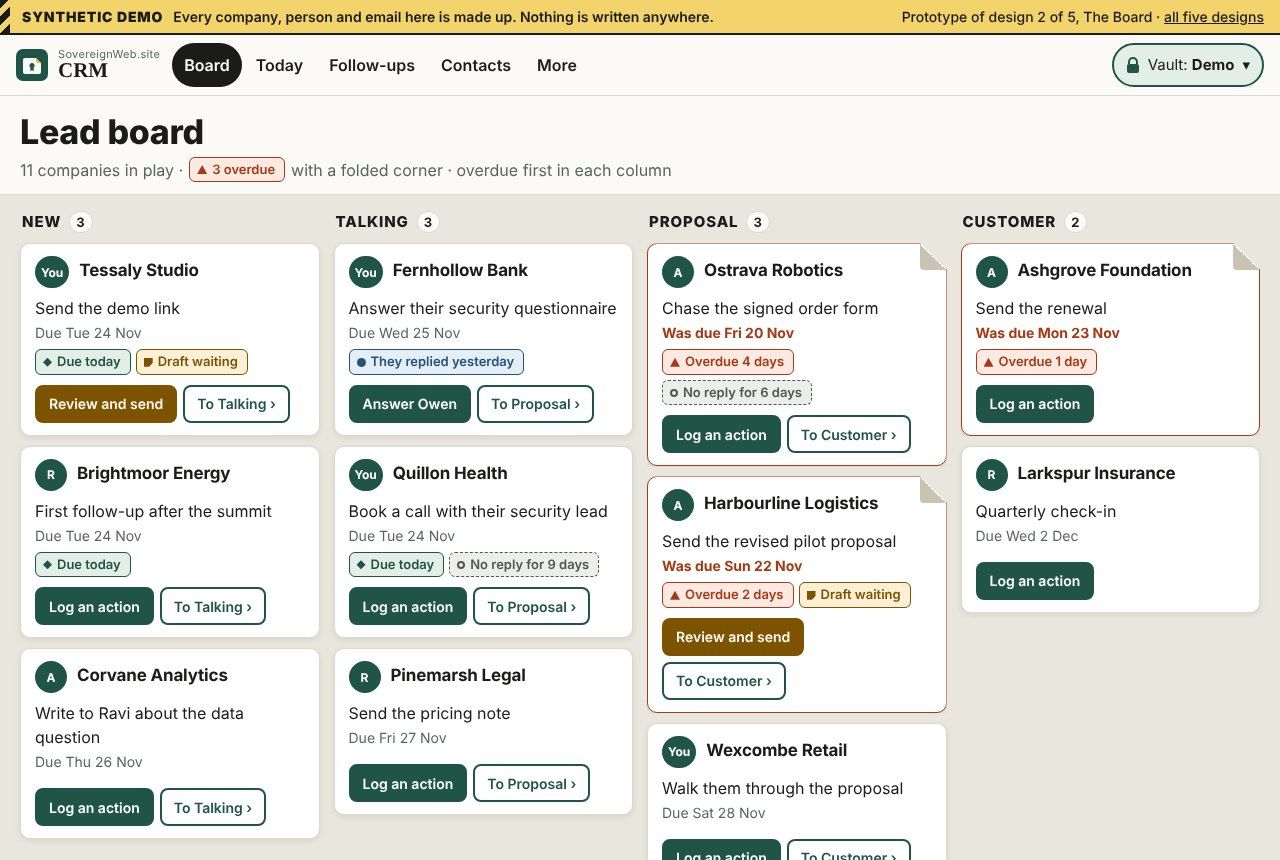 SYNTHETIC DEMO Every company, person and email here is made up. Nothing is written anywhere.
Prototype of design 2 of 5, The Board · all five designs
SovereignWeb.site
CRM
Board
Today
Follow-ups
Contacts
More
Vault: Demo ▾
Lead board
11 companies in play · ▲ 3 overdue with a folded corner · overdue first in each column
NEW 3
You Tessaly Studio
Send the demo link
Due Tue 24 Nov
◆ Due today
Draft waiting
Review and send
To Talking ›
R Brightmoor Energy
First follow-up after the summit
Due Tue 24 Nov
◆ Due today
Log an action
To Talking ›
A Corvane Analytics
Write to Ravi about the data
question
Due Thu 26 Nov
Log an action
To Talking ›
TALKING 3
You Fernhollow Bank
Answer their security questionnaire
Due Wed 25 Nov
● They replied yesterday
Answer Owen
To Proposal ›
You Quillon Health
Book a call with their security lead
Due Tue 24 Nov
◆ Due today
No reply for 9 days
Log an action
To Proposal ›
R Pinemarsh Legal
Send the pricing note
Due Fri 27 Nov
Log an action
To Proposal ›
PROPOSAL 3
A Ostrava Robotics
Chase the signed order form
Was due Fri 20 Nov
▲ Overdue 4 days
No reply for 6 days
Log an action
To Customer ›
A Harbourline Logistics
Send the revised pilot proposal
Was due Sun 22 Nov
▲ Overdue 2 days
Draft waiting
Review and send
To Customer ›
You Wexcombe Retail
Walk them through the proposal
Due Sat 28 Nov
Log an action
To Customer ›
CUSTOMER 2
A Ashgrove Foundation
Send the renewal
Was due Mon 23 Nov
▲ Overdue 1 day
Log an action
R Larkspur Insurance
Quarterly check-in
Due Wed 2 Dec
Log an action